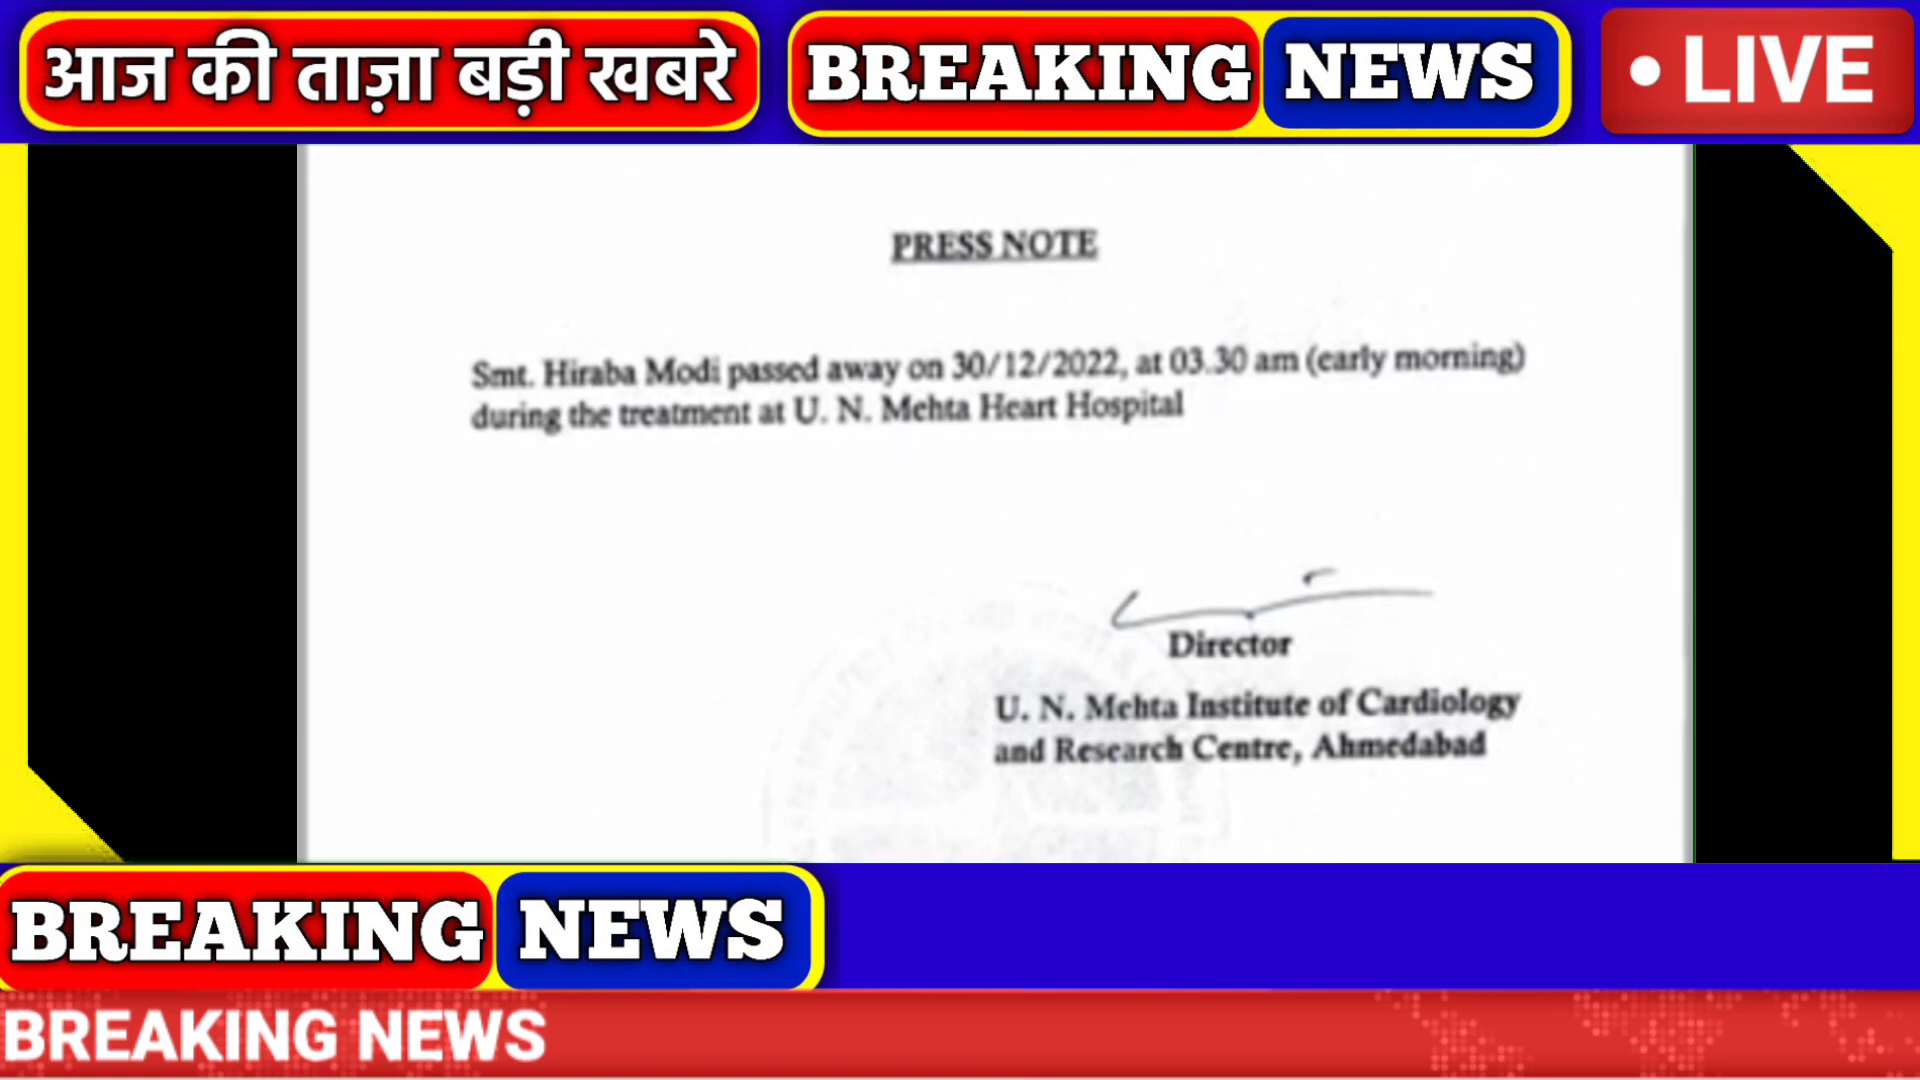 आज की ताज़ा बड़ी खबरे
BREAKING NEWS
• LIVE
PRESS NOTE
Smt. Hiraba Modi passed away on 30/12/2022, at 03.30 am (early morning)
during the treatment at U. N. Mehta Heart Hospital
Director
U. N. Mehta Institute of Cardiology
and Research Centre, Ahmedabad
BREAKING NEWS
BREAKING NEWS